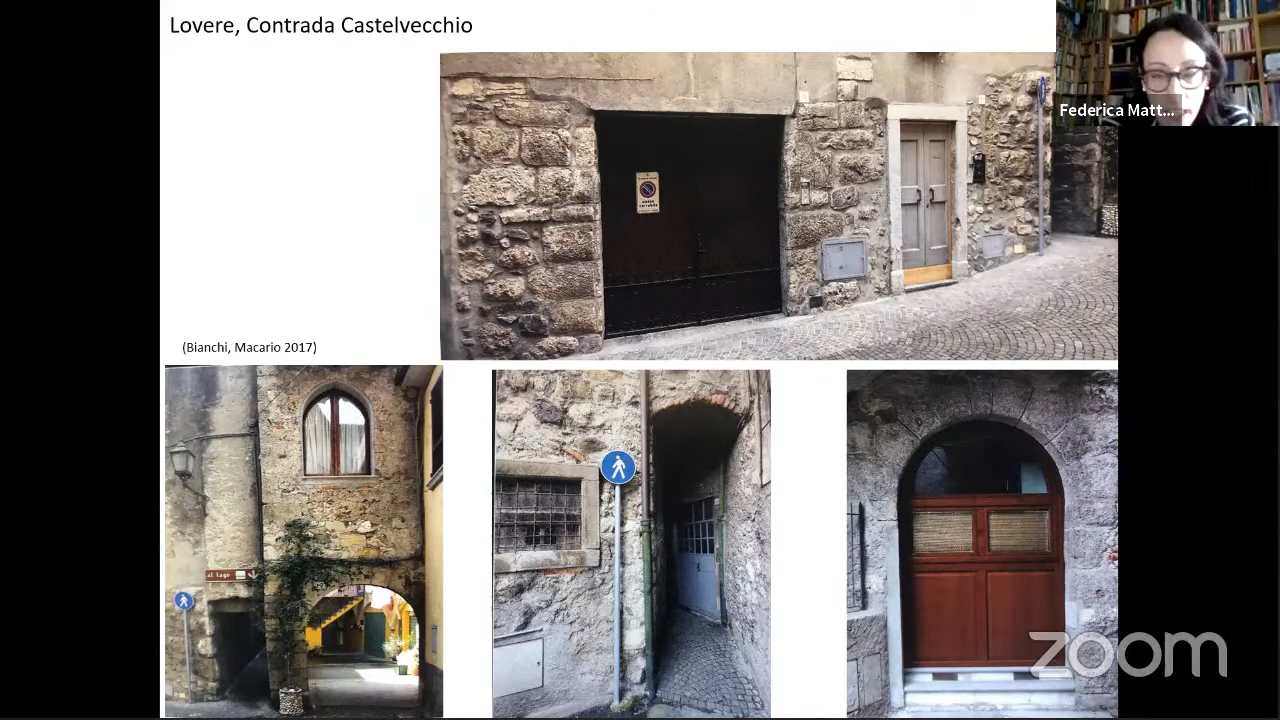 Lovere, Contrada Castelvecchio
Federica Matt...
(Bianchi, Macario 2017)
al lago
zoom